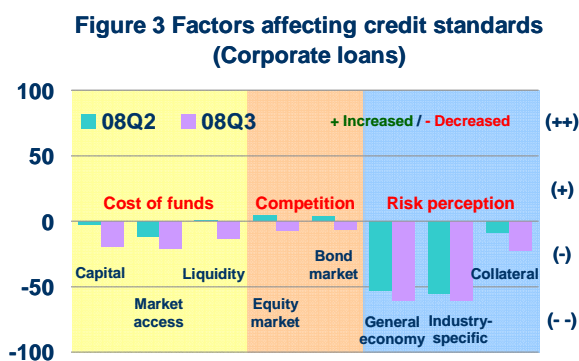 Figure 3 Factors affecting credit standards
(Corporate loans)
100
08Q2 08Q3 + Increased / - Decreased (++)
50
(+)
Cost of funds Competition Risk perception
0
(-)
Capital Liquidity Bond market Collateral
-50
Market access Equity market General economy Industry-specific
(- -)
-100